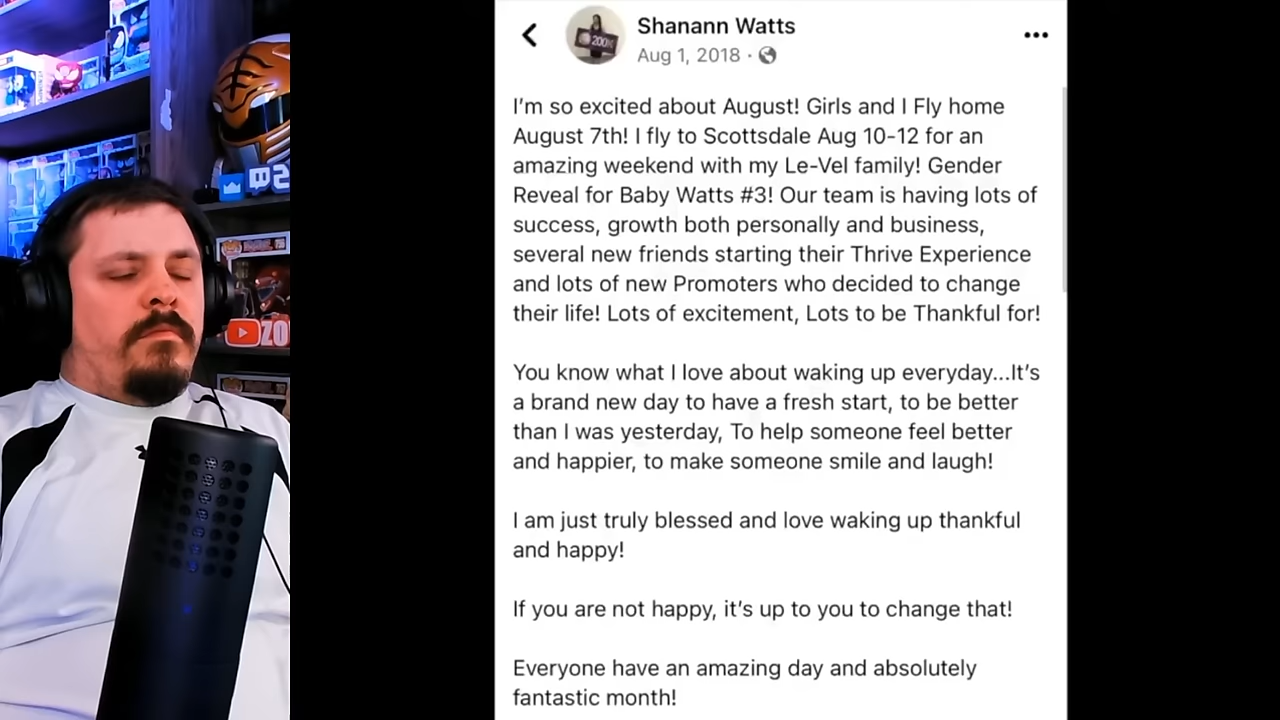 Shanann Watts
Aug 1, 2018 ·
I'm so excited about August! Girls and I Fly home
August 7th! I fly to Scottsdale Aug 10-12 for an
amazing weekend with my Le-Vel family! Gender
Reveal for Baby Watts #3! Our team is having lots of
success, growth both personally and business,
several new friends starting their Thrive Experience
and lots of new Promoters who decided to change
their life! Lots of excitement, Lots to be Thankful for!
You know what I love about waking up everyday...It's
a brand new day to have a fresh start, to be better
than I was yesterday, To help someone feel better
and happier, to make someone smile and laugh!
I am just truly blessed and love waking up thankful
and happy!
If you are not happy, it's up to you to change that!
Everyone have an amazing day and absolutely
fantastic month!
200K
ZO